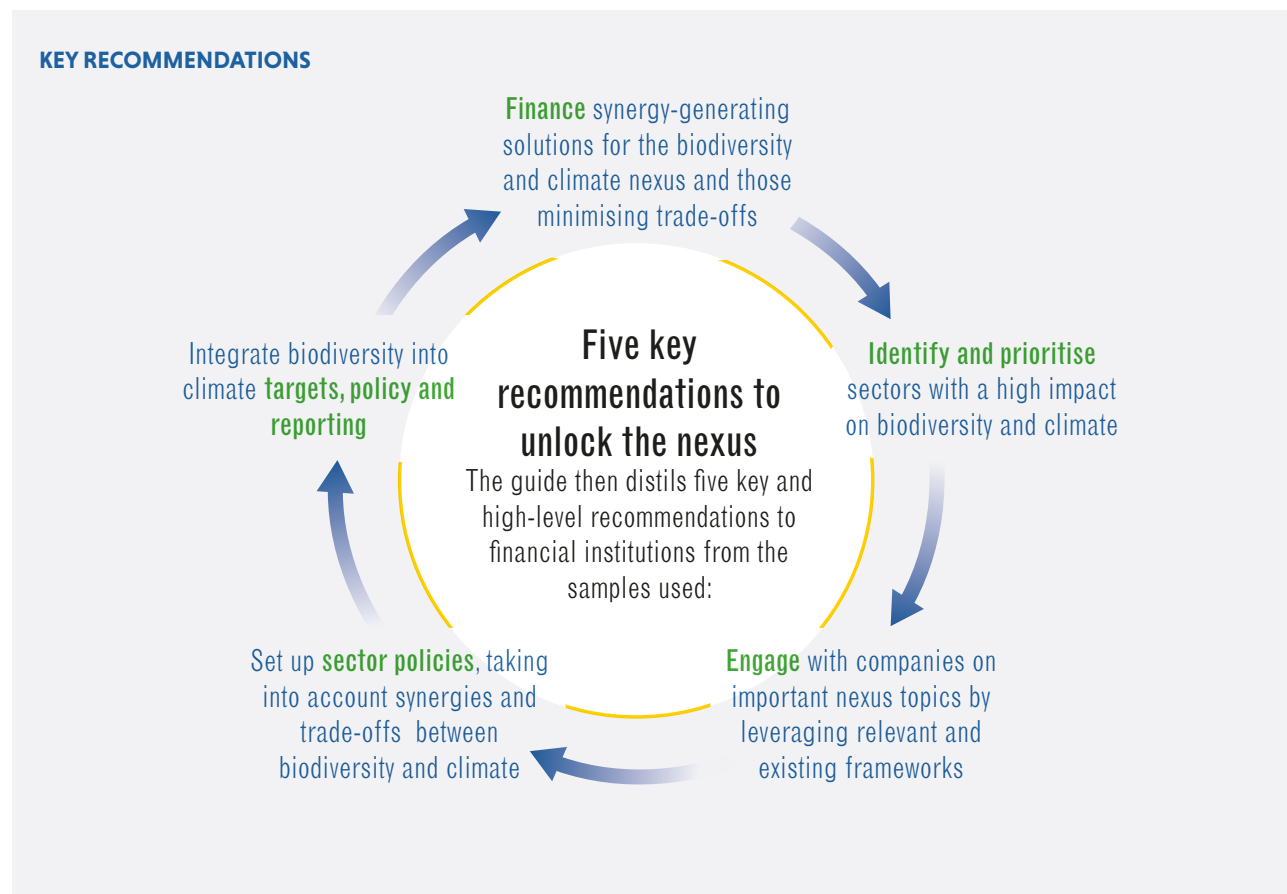 KEY RECOMMENDATIONS
Finance synergy-generating
solutions for the biodiversity
and climate nexus and those
minimising trade-offs
Identify and prioritise
sectors with a high impact
on biodiversity and climate
Engage with companies on
important nexus topics by
leveraging relevant and
existing frameworks
Set up sector policies, taking
into account synergies and
trade-offs between
biodiversity and climate
Integrate biodiversity into
climate targets, policy and
reporting
Five key
recommendations to
unlock the nexus
The guide then distils five key and
high-level recommendations to
financial institutions from the
samples used: